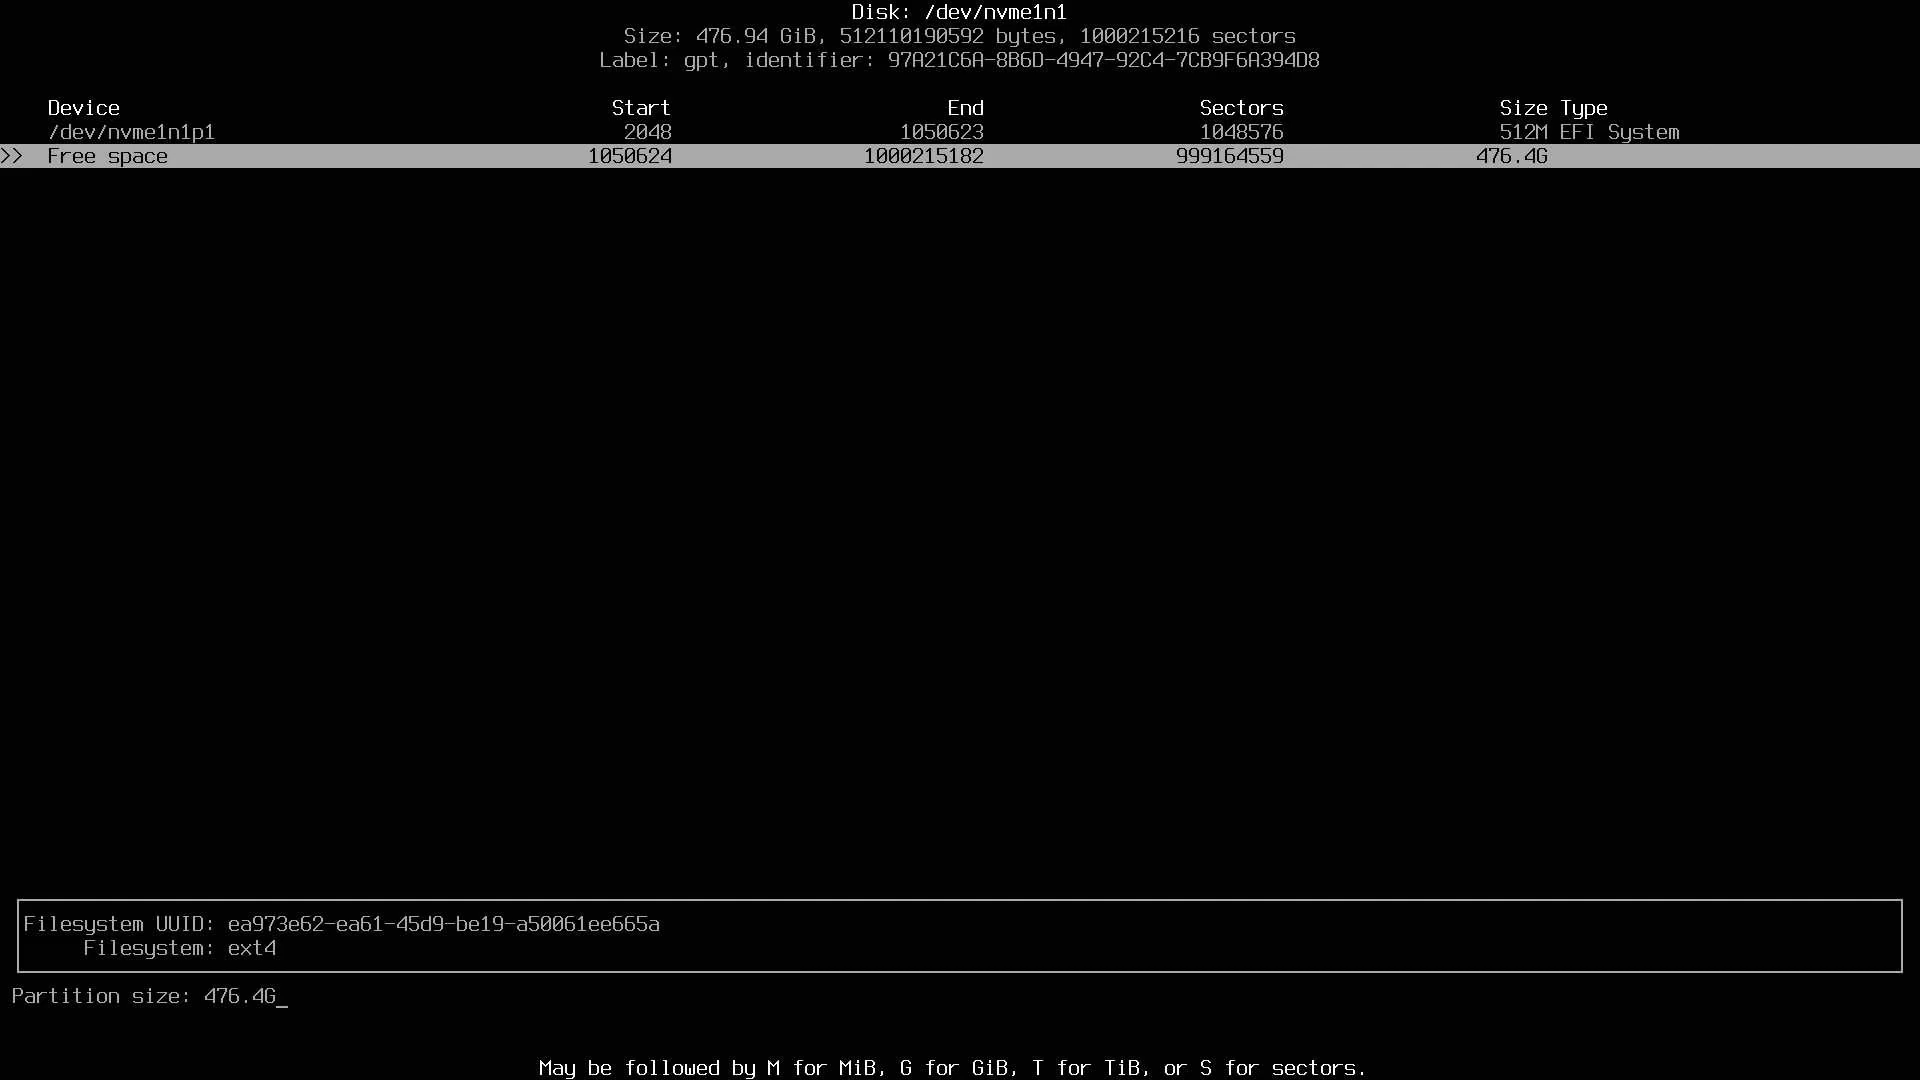 Disk: /dev/nvme1n1
Size: 476.94 GiB, 512110190592 bytes, 1000215216 sectors
Label: gpt, identifier: 97A21C6A-8B6D-4947-92C4-7CB9F6A394D8
Device Start End Sectors Size Type
/dev/nvme1n1p1 2048 1050623 1048576 512M EFI System
>> Free space 1050624 1000215182 999164559 476.4G
Filesystem UUID: ea973e62-ea61-45d9-be19-a50061ee665a
Filesystem: ext4
Partition size: 476.4G_
May be followed by M for MiB, G for GiB, T for TiB, or S for sectors.